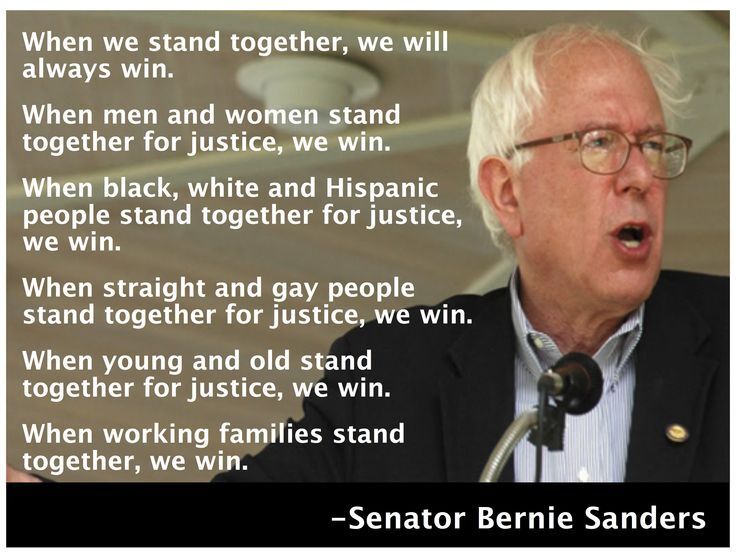 When we stand together, we will
always win.
When men and women stand
together for justice, we win.
When black, white and Hispanic
people stand together for justice,
we win.
When straight and gay people
stand together for justice, we win.
When young and old stand
together for justice, we win.
When working families stand
together, we win.
–Senator Bernie Sanders